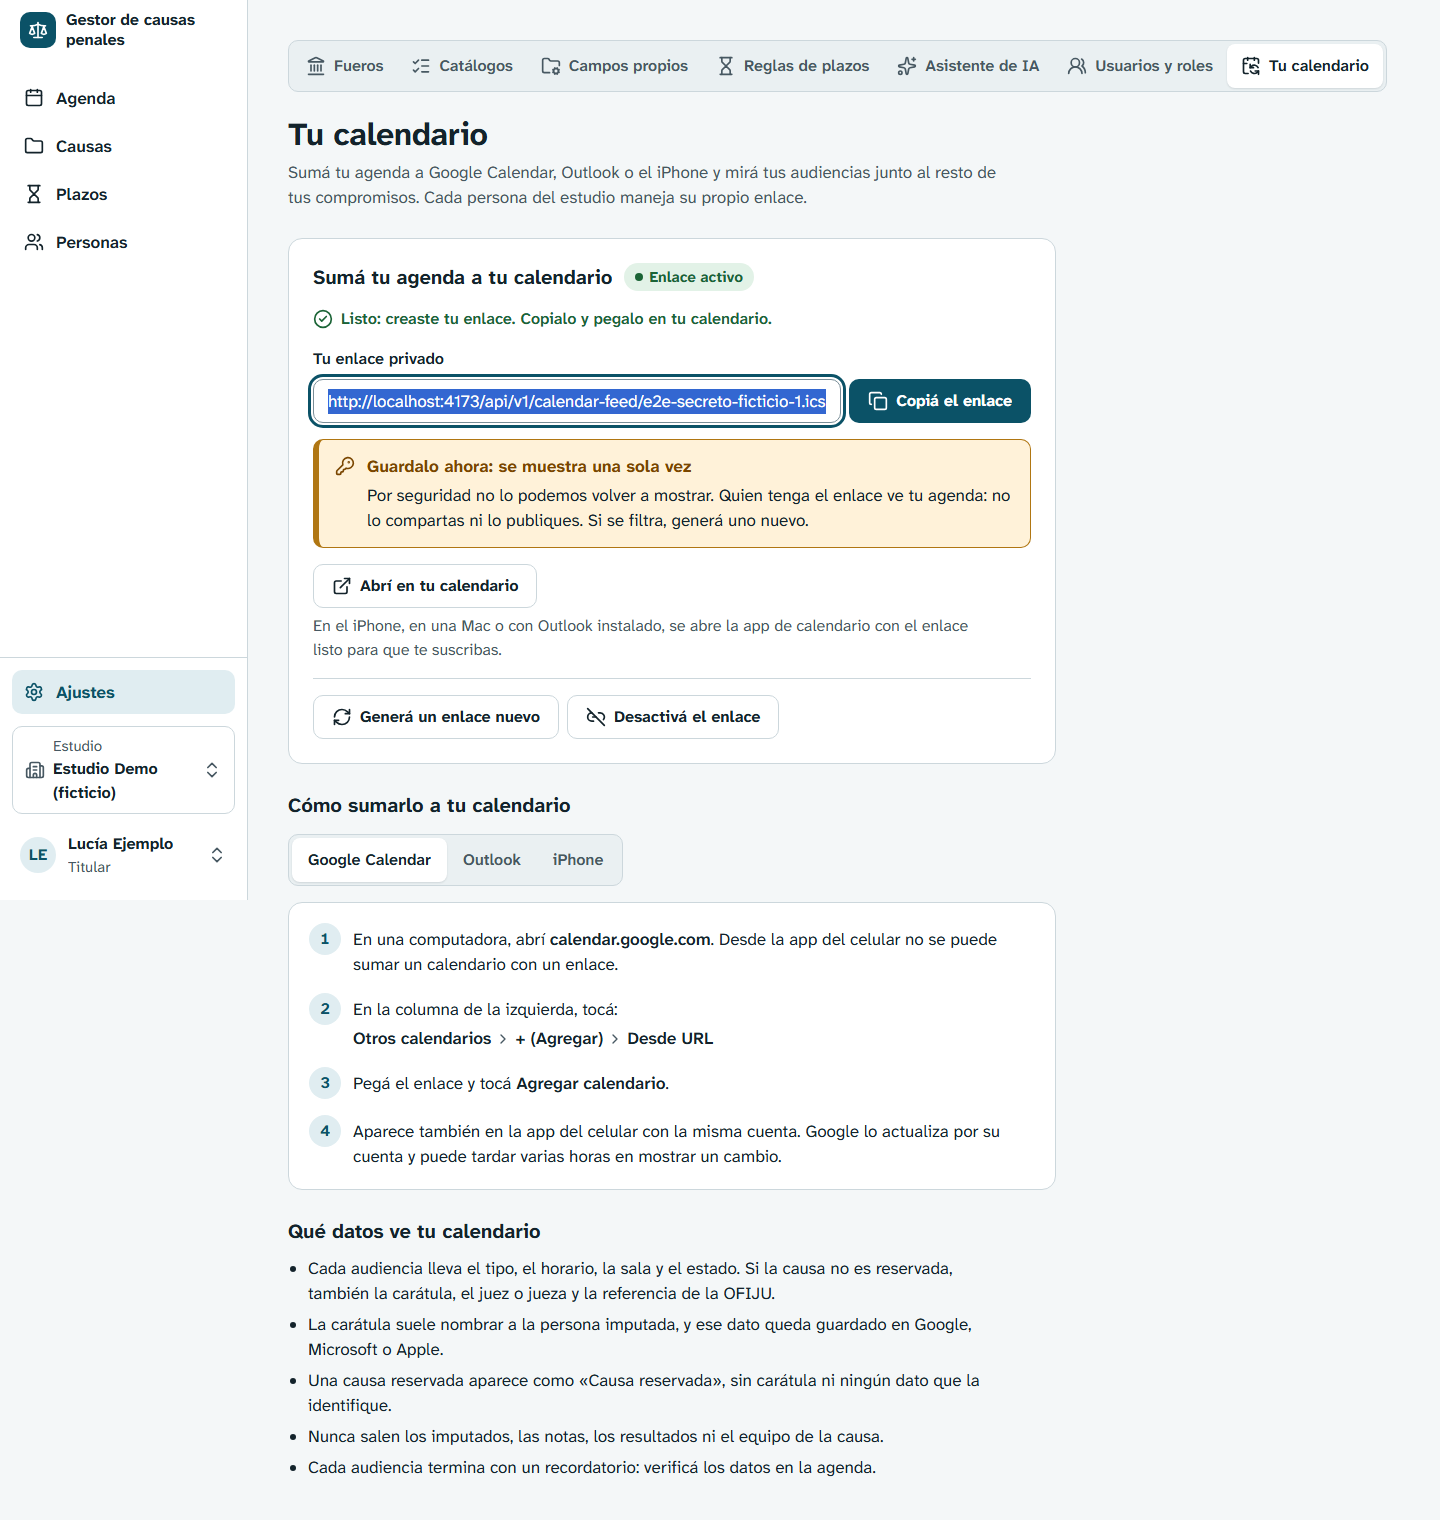 Gestor de causas
penales
Agenda
Causas
Plazos
Personas
Ajustes
Estudio
Estudio Demo
(ficticio)
LE
Lucía Ejemplo
Titular
Fueros
Catálogos
Campos propios
Reglas de plazos
Asistente de IA
Usuarios y roles
Tu calendario
Tu calendario
Sumá tu agenda a Google Calendar, Outlook o el iPhone y mirá tus audiencias junto al resto de
tus compromisos. Cada persona del estudio maneja su propio enlace.
Sumá tu agenda a tu calendario
Enlace activo
Listo: creaste tu enlace. Copialo y pegalo en tu calendario.
Tu enlace privado
http://localhost:4173/api/v1/calendar-feed/e2e-secreto-ficticio-1.ics
Copiá el enlace
Guardalo ahora: se muestra una sola vez
Por seguridad no lo podemos volver a mostrar. Quien tenga el enlace ve tu agenda: no
lo compartas ni lo publiques. Si se filtra, generá uno nuevo.
Abrí en tu calendario
En el iPhone, en una Mac o con Outlook instalado, se abre la app de calendario con el enlace
listo para que te suscribas.
Generá un enlace nuevo
Desactivá el enlace
Cómo sumarlo a tu calendario
Google Calendar
Outlook
iPhone
1 En una computadora, abrí calendar.google.com. Desde la app del celular no se puede
sumar un calendario con un enlace.
2 En la columna de la izquierda, tocá:
Otros calendarios > + (Agregar) > Desde URL
3 Pegá el enlace y tocá Agregar calendario.
4 Aparece también en la app del celular con la misma cuenta. Google lo actualiza por su
cuenta y puede tardar varias horas en mostrar un cambio.
Qué datos ve tu calendario
• Cada audiencia lleva el tipo, el horario, la sala y el estado. Si la causa no es reservada,
también la carátula, el juez o jueza y la referencia de la OFIJU.
• La carátula suele nombrar a la persona imputada, y ese dato queda guardado en Google,
Microsoft o Apple.
• Una causa reservada aparece como «Causa reservada», sin carátula ni ningún dato que la
identifique.
• Nunca salen los imputados, las notas, los resultados ni el equipo de la causa.
• Cada audiencia termina con un recordatorio: verificá los datos en la agenda.